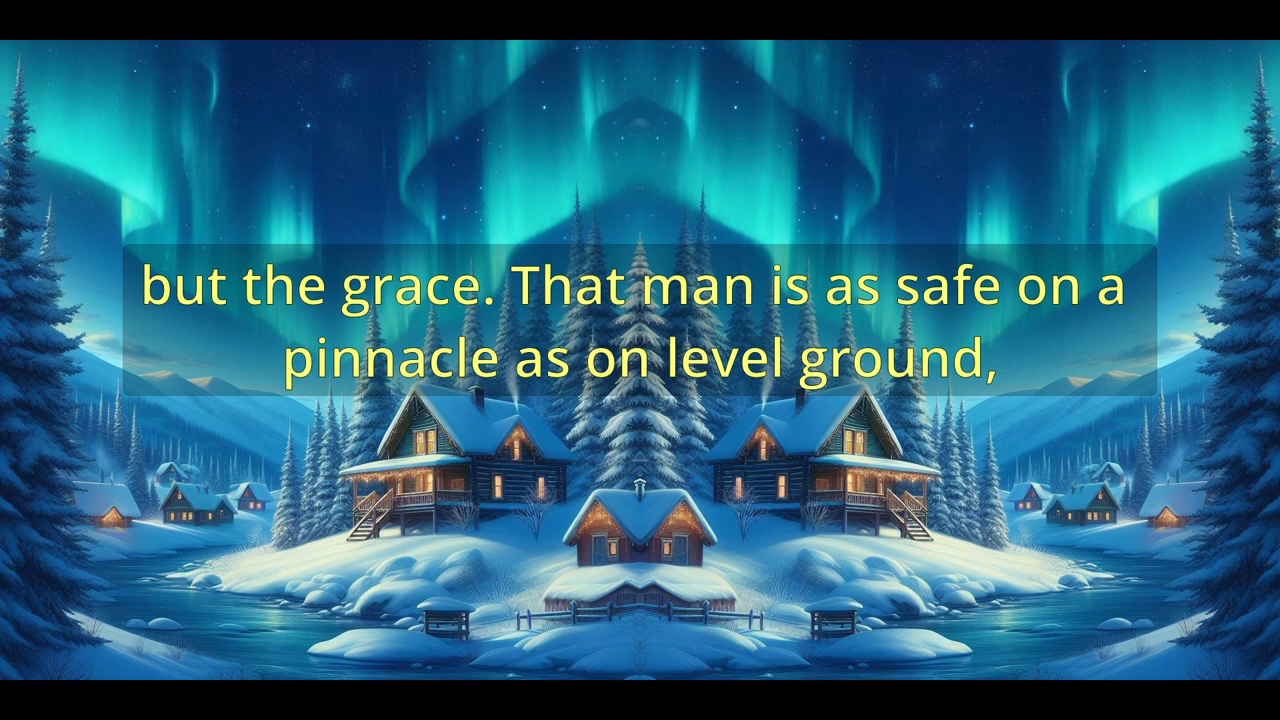 but the grace. That man is as safe on a
pinnacle as on level ground,